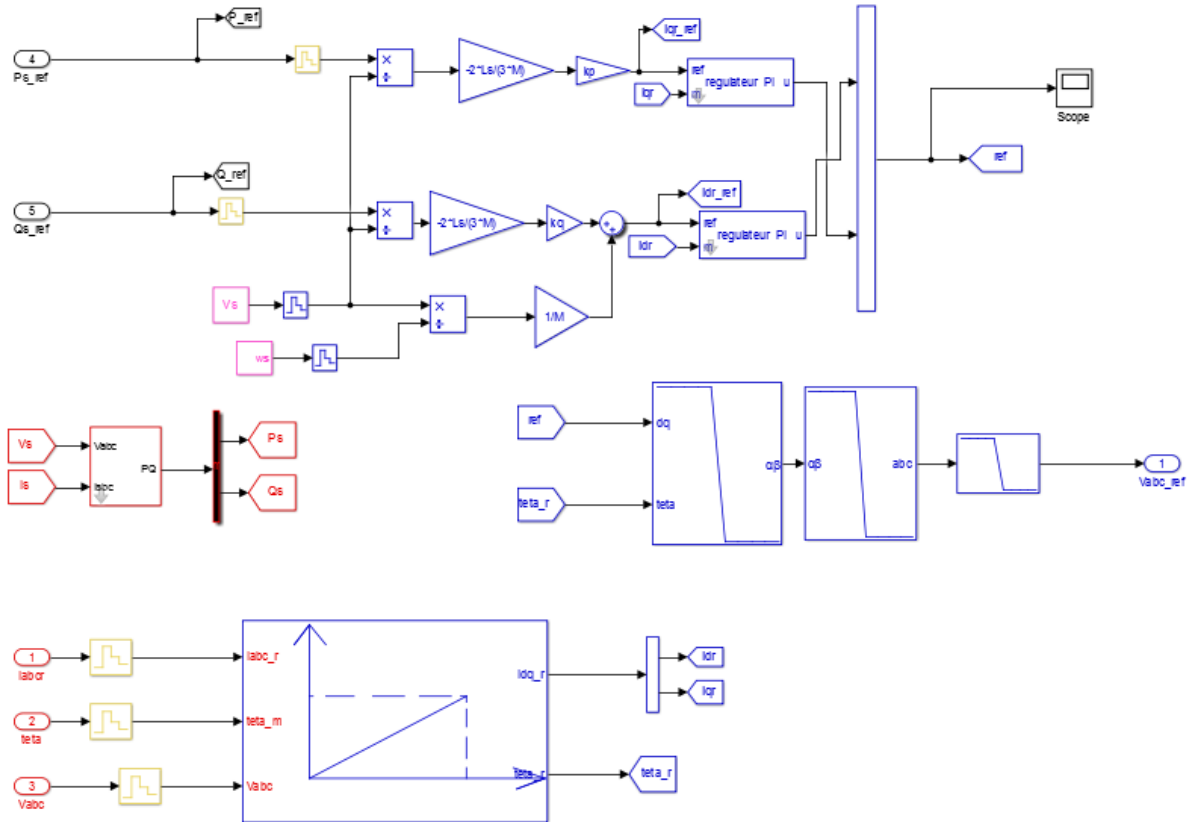 P_ref
4
Ps_ref
×
÷
-2*Ls/(3*M)
kp
Iqr_ref
ref
regulateur PI u
Iqr
Scope
ref
Q_ref
5
Qs_ref
×
÷
-2*Ls/(3*M)
kq
+
+
Idr_ref
ref
regulateur PI u
Idr
Vs
×
÷
1/M
ws
Vs
Is
Vabc
Iabc
PQ
Ps
Qs
ref
teta_r
dq
teta
αβ
αβ
abc
1
Vabc_ref
1
Iabcr
2
teta
3
Vabc
Iabc_r
teta_m
Vabc
Idq_r
teta_r
Idr
Iqr
teta_r